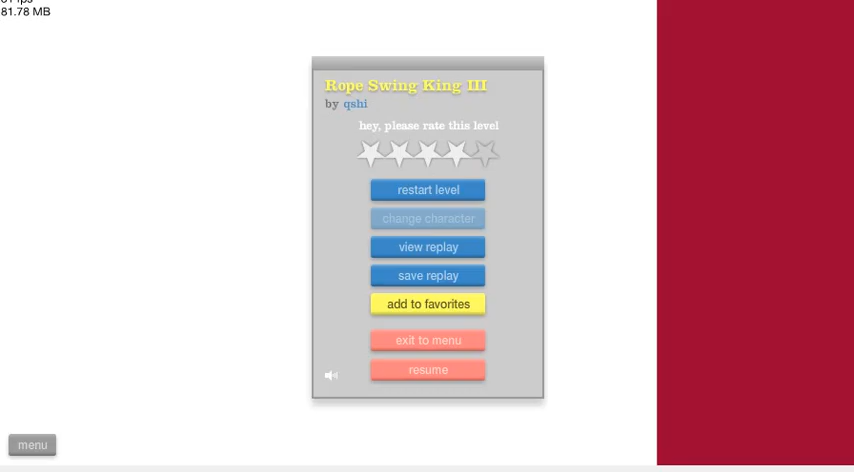 81.78 MB
Rope Swing King III
by qshi
hey, please rate this level
restart level
change character
view replay
save replay
add to favorites
exit to menu
resume
menu